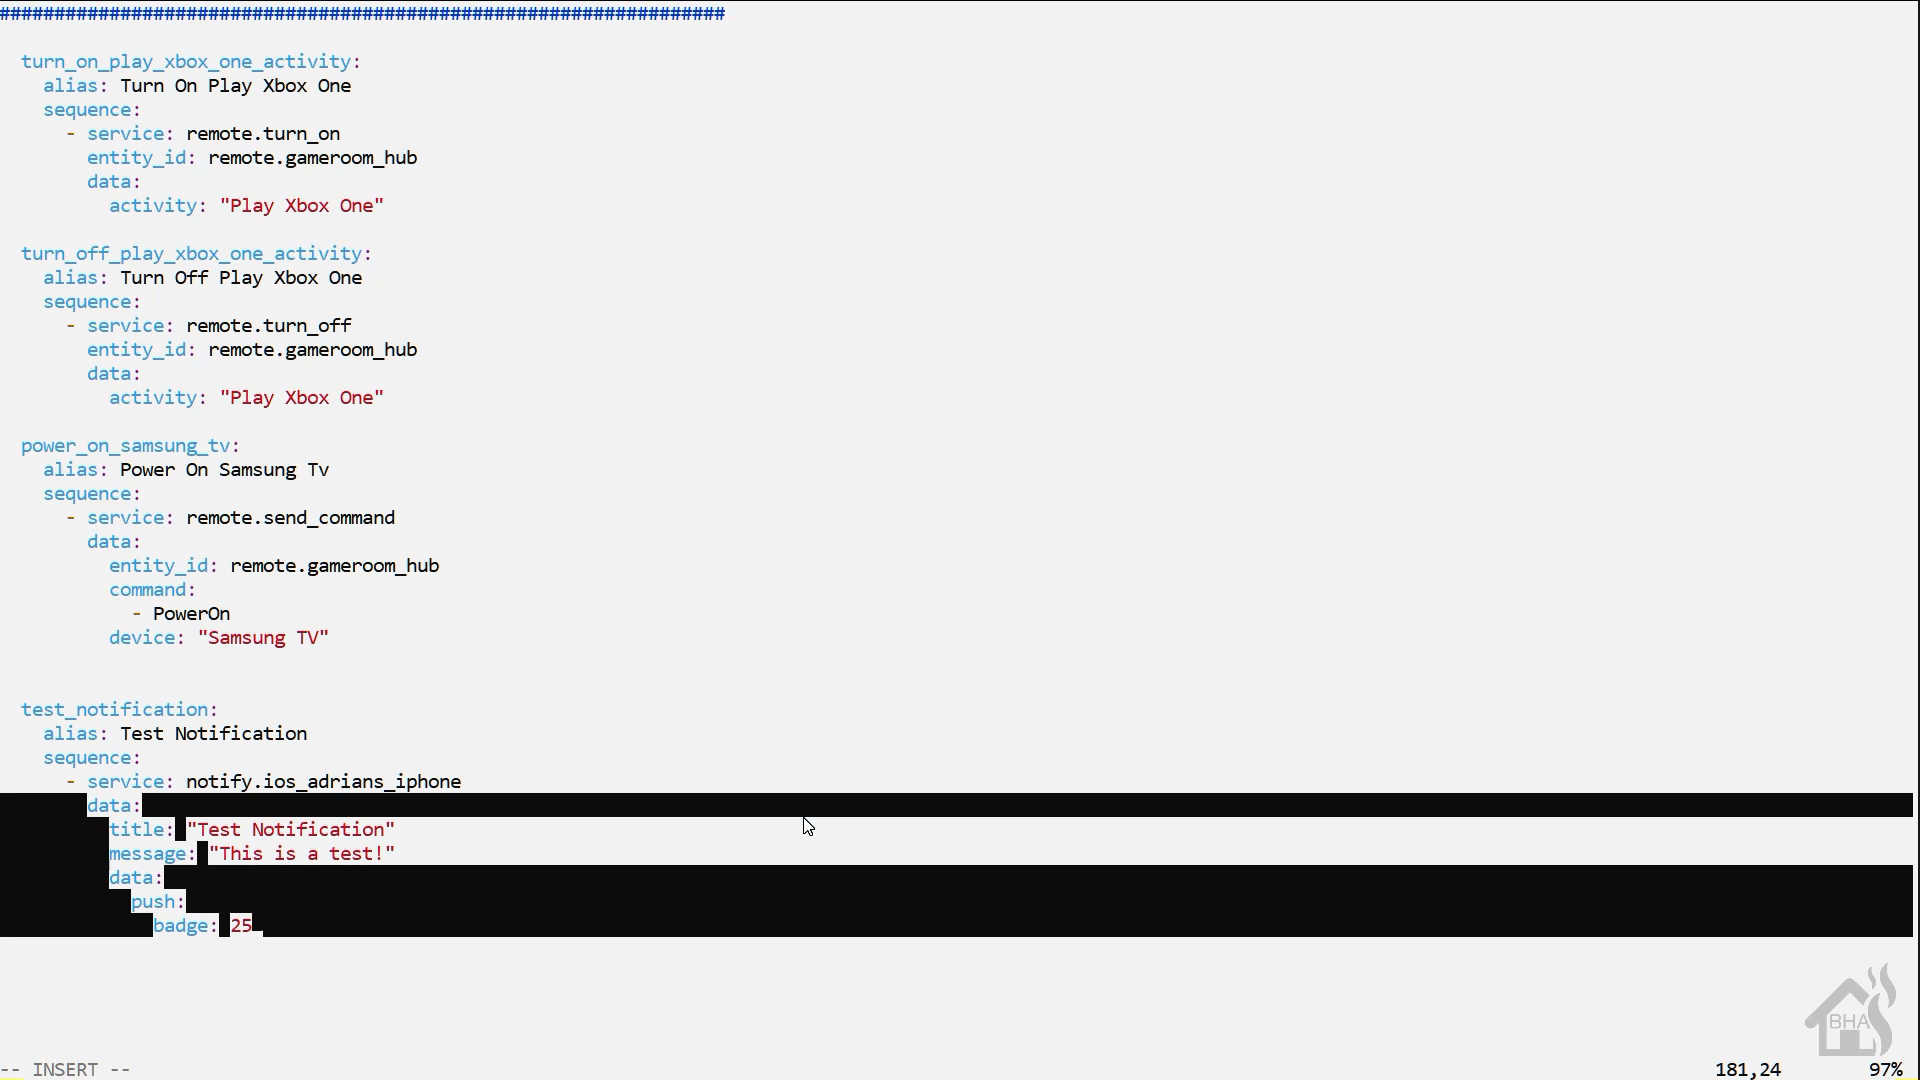 ##################################################################
turn_on_play_xbox_one_activity:
alias: Turn On Play Xbox One
sequence:
- service: remote.turn_on
entity_id: remote.gameroom_hub
data:
activity: "Play Xbox One"
turn_off_play_xbox_one_activity:
alias: Turn Off Play Xbox One
sequence:
- service: remote.turn_off
entity_id: remote.gameroom_hub
data:
activity: "Play Xbox One"
power_on_samsung_tv:
alias: Power On Samsung Tv
sequence:
- service: remote.send_command
data:
entity_id: remote.gameroom_hub
command:
- PowerOn
device: "Samsung TV"
test_notification:
alias: Test Notification
sequence:
- service: notify.ios_adrians_iphone
data:
title: "Test Notification"
message: "This is a test!"
data:
push:
badge: 25
BHA
-- INSERT -- 181,24 97%